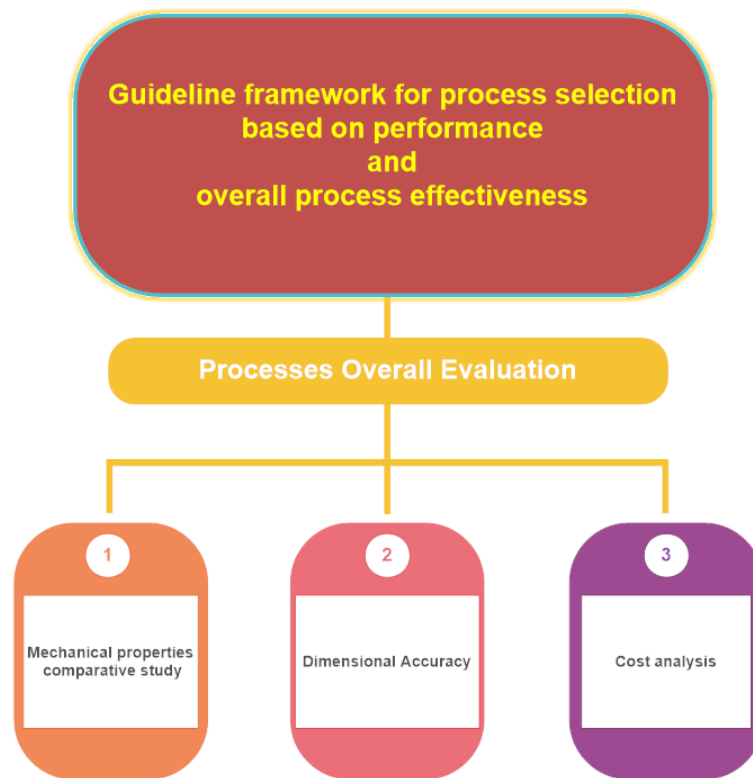 Guideline framework for process selection
based on performance
and
overall process effectiveness
Processes Overall Evaluation
1
Mechanical properties
comparative study
2
Dimensional Accuracy
3
Cost analysis